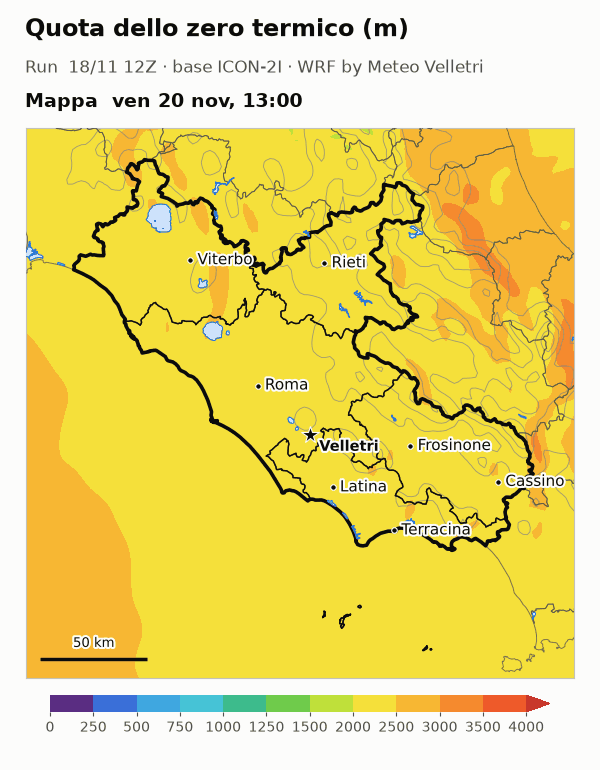 Quota dello zero termico (m)
Run  18/11 12Z · base ICON-2I · WRF by Meteo Velletri
Mappa  ven 20 nov, 13:00
Viterbo
Rieti
Roma
Velletri
Frosinone
Cassino
Latina
Terracina
50 km
0 250 500 750 1000 1250 1500 2000 2500 3000 3500 4000